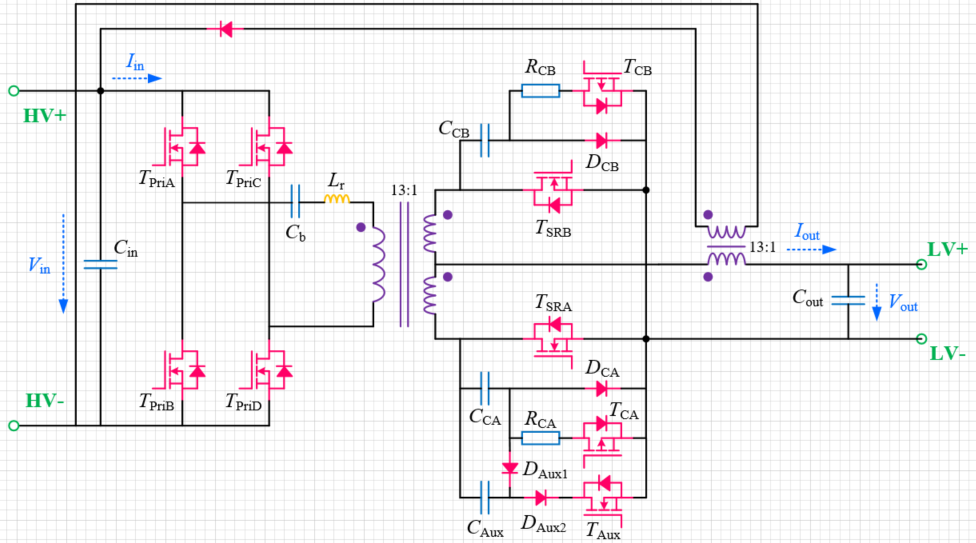 I_in
R_CB
T_CB
HV+
C_CB
D_CB
T_PriA
T_PriC
L_r
13:1
C_b
T_SRB
C_in
V_in
I_out
13:1
LV+
C_out
V_out
T_SRA
LV-
D_CA
HV-
T_PriB
T_PriD
C_CA
R_CA
T_CA
D_Aux1
C_Aux
D_Aux2
T_Aux